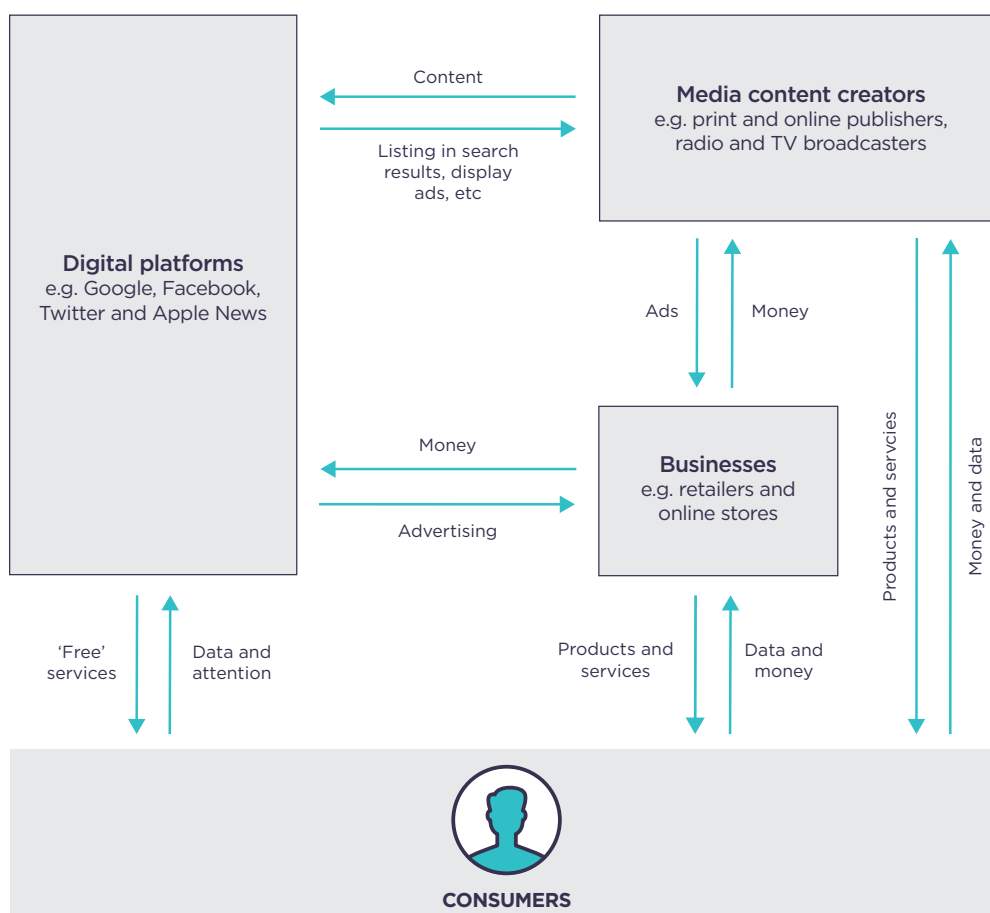 Content
Listing in search
results, display
ads, etc
Media content creators
e.g. print and online publishers,
radio and TV broadcasters
Digital platforms
e.g. Google, Facebook,
Twitter and Apple News
Ads
Money
Money
Advertising
Businesses
e.g. retailers and
online stores
Products and servcies
Money and data
‘Free’
services
Data and
attention
Products and
services
Data and
money
CONSUMERS